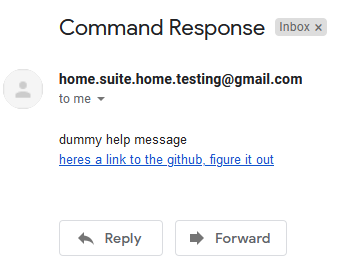 Command Response Inbox ×
home.suite.home.testing@gmail.com
to me
dummy help message
heres a link to the github, figure it out
Reply Forward